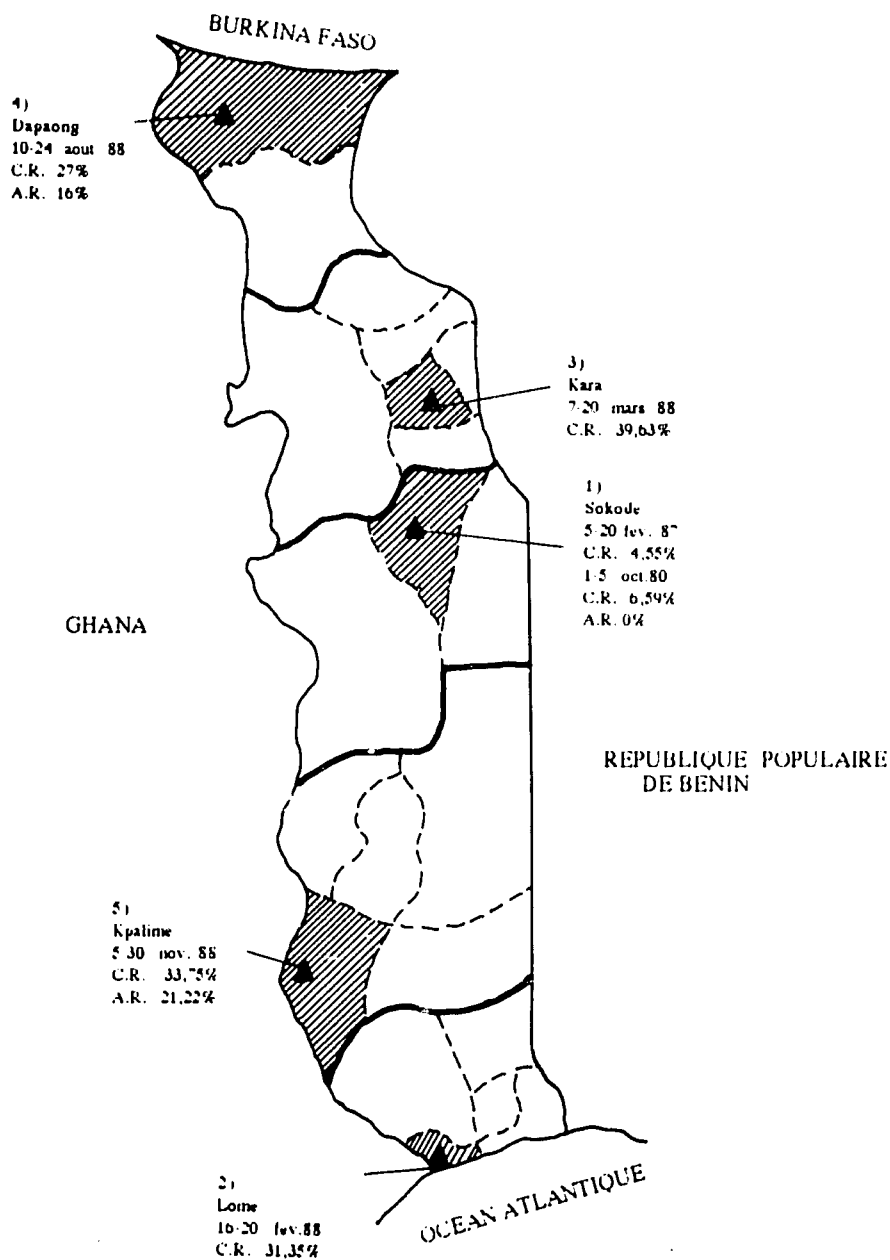 BURKINA FASO
4)
Dapaong
10-24 aout 88
C.R. 27%
A.R. 16%
3)
Kara
7-20 mars 88
C.R. 39,63%
1)
Sokode
5-20 fev. 87
C.R. 4,55%
1-5 oct.80
C.R. 6,59%
A.R. 0%
GHANA
REPUBLIQUE POPULAIRE
DE BENIN
5)
Kpalime
5-30 nov. 88
C.R. 33,75%
A.R. 21,22%
2)
Lome
16-20 fev.88
C.R. 31,35%
OCEAN ATLANTIQUE